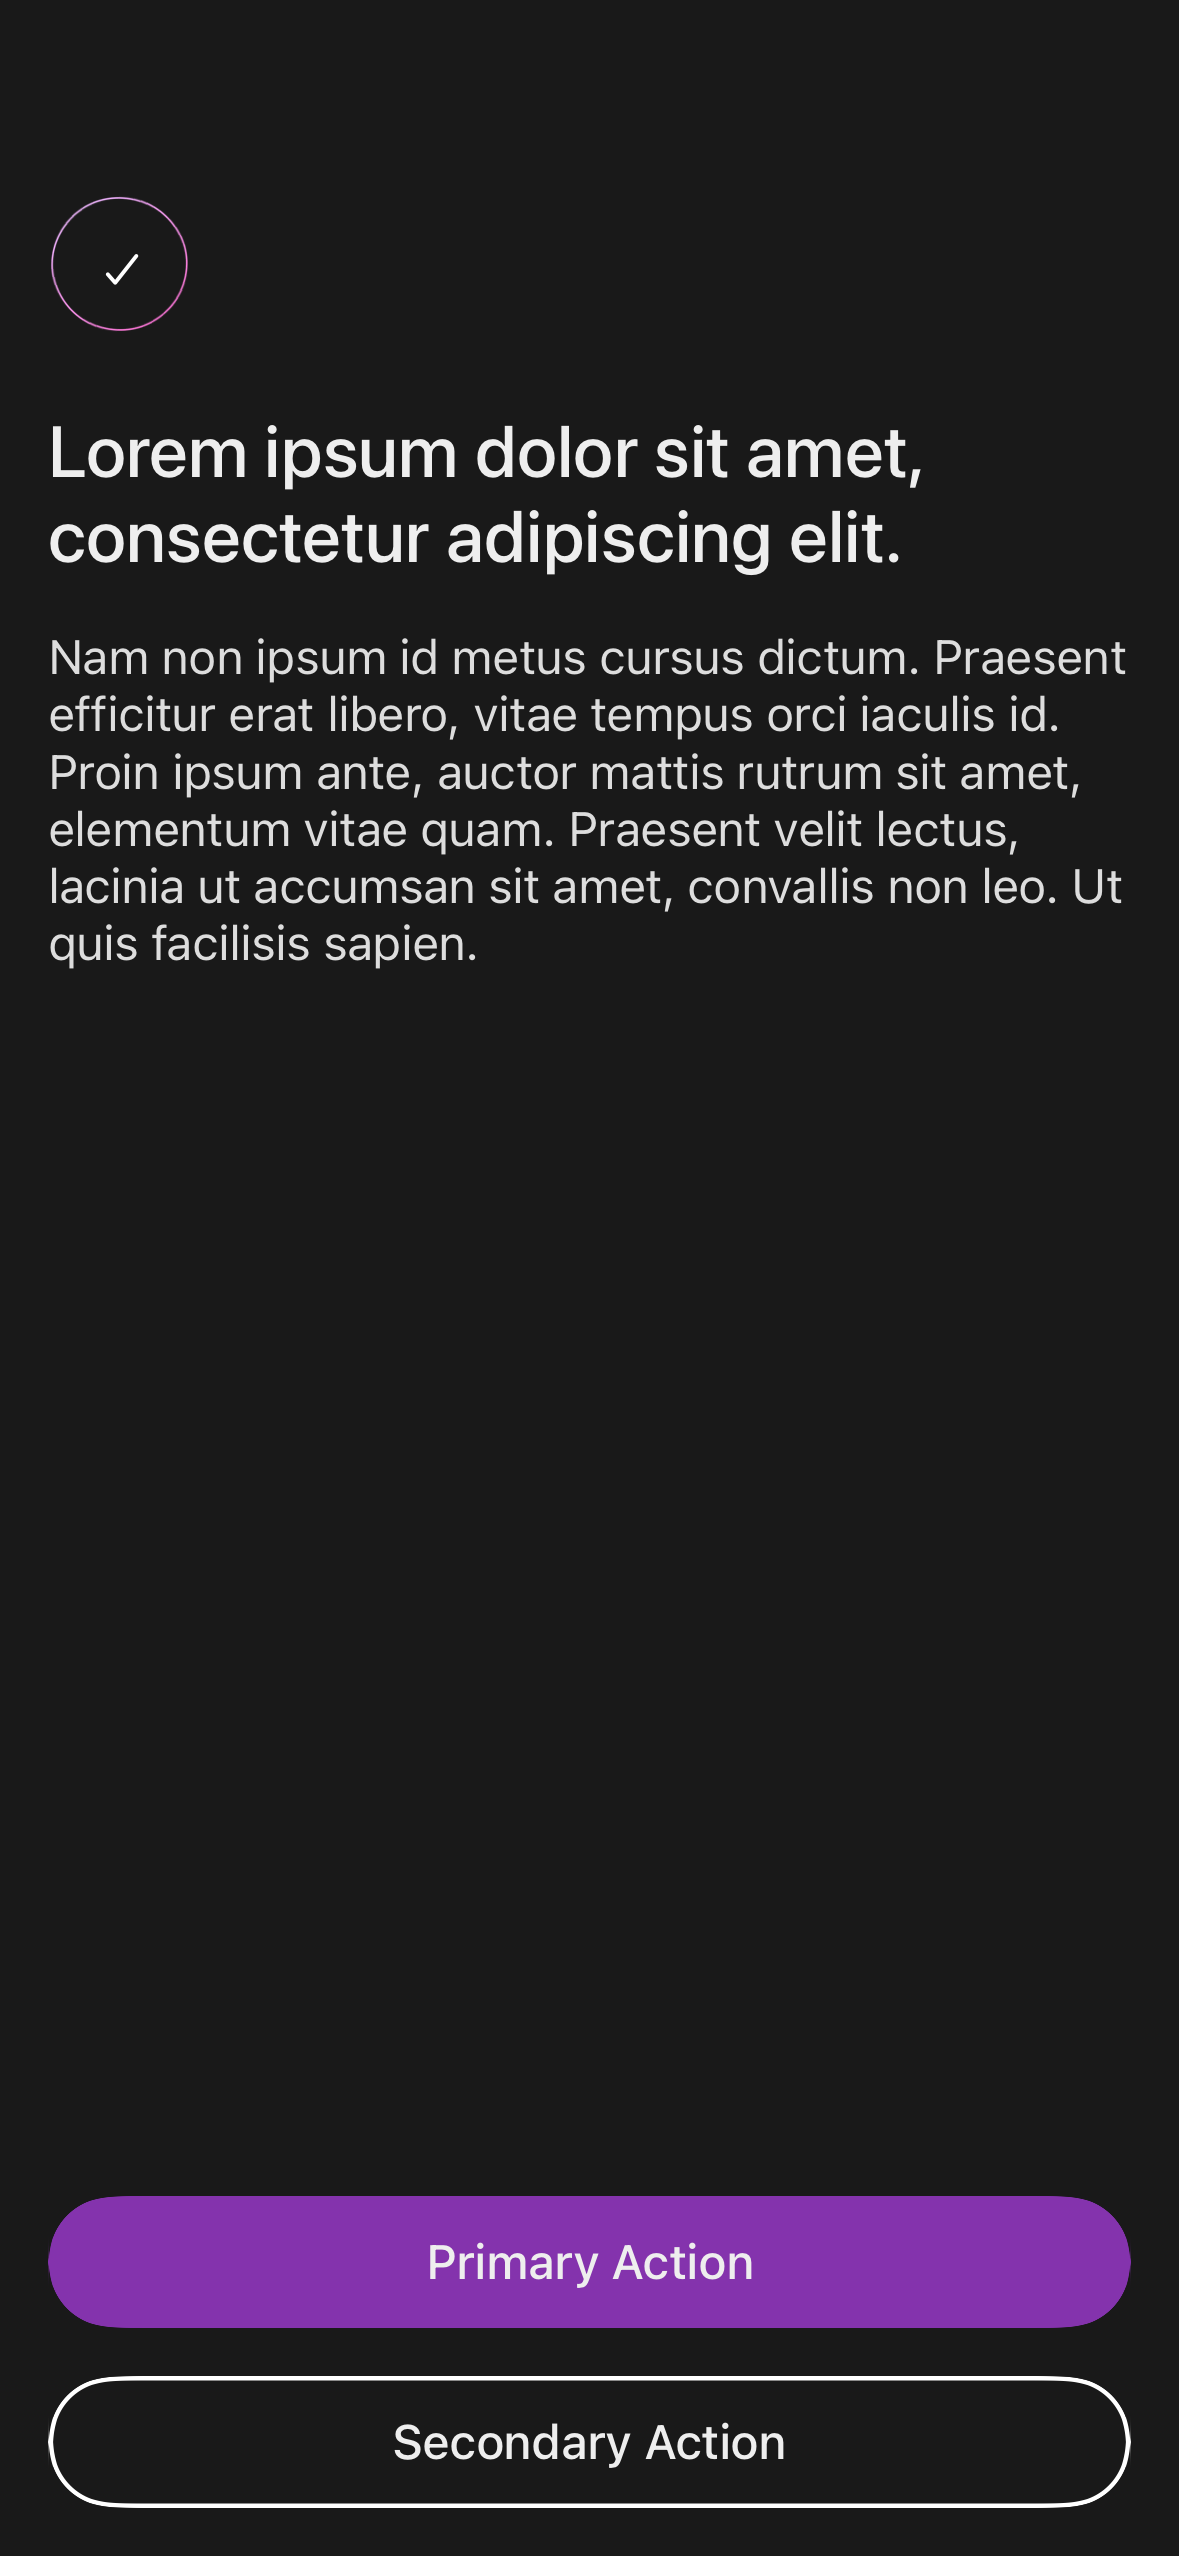 Lorem ipsum dolor sit amet,
consectetur adipiscing elit.
Nam non ipsum id metus cursus dictum. Praesent
efficitur erat libero, vitae tempus orci iaculis id.
Proin ipsum ante, auctor mattis rutrum sit amet,
elementum vitae quam. Praesent velit lectus,
lacinia ut accumsan sit amet, convallis non leo. Ut
quis facilisis sapien.
Primary Action
Secondary Action